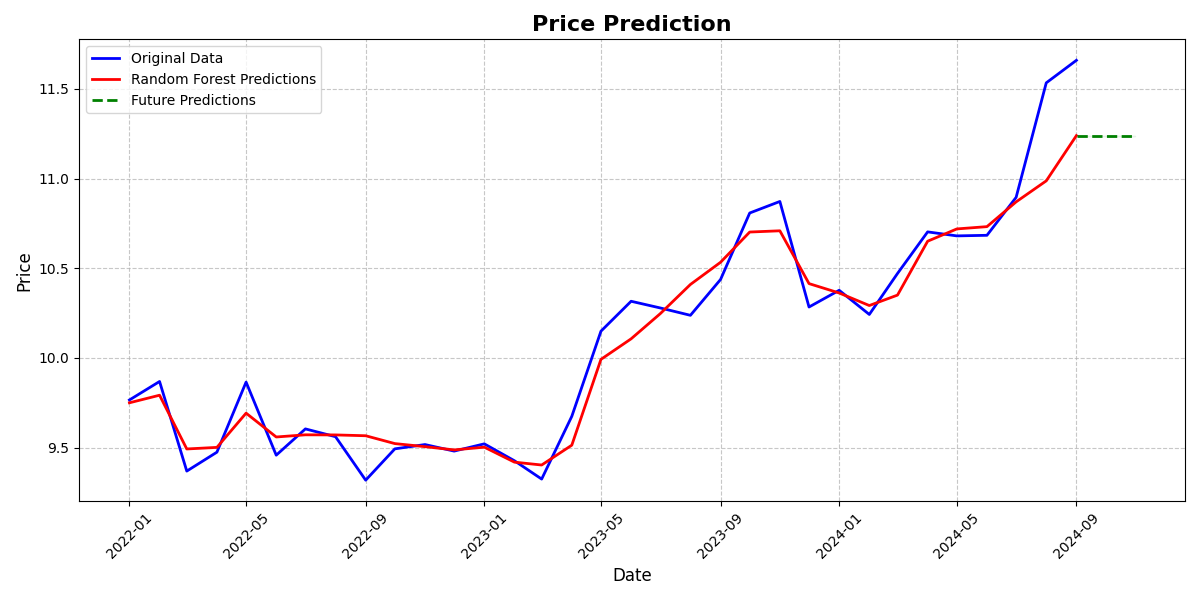 Price Prediction
Original Data
Random Forest Predictions
Future Predictions
Price
11.5
11.0
10.5
10.0
9.5
2022-01
2022-05
2022-09
2023-01
2023-05
2023-09
2024-01
2024-05
2024-09
Date